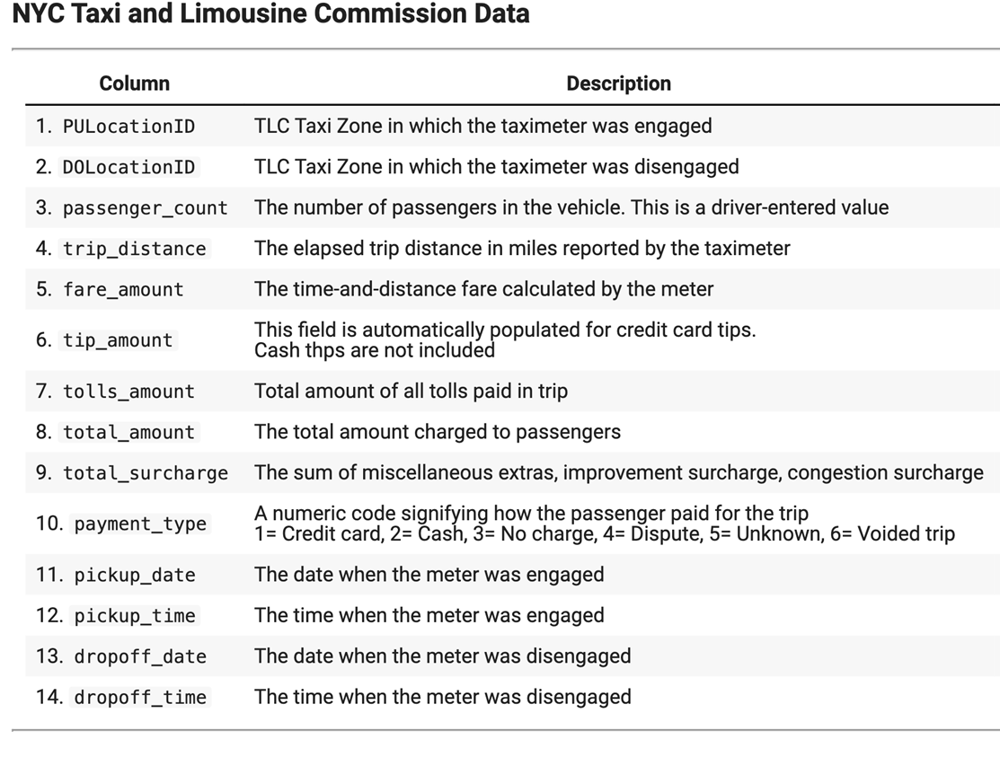 NYC Taxi and Limousine Commission Data
Column Description
1. PULocationID TLC Taxi Zone in which the taximeter was engaged
2. DOLocationID TLC Taxi Zone in which the taximeter was disengaged
3. passenger_count The number of passengers in the vehicle. This is a driver-entered value
4. trip_distance The elapsed trip distance in miles reported by the taximeter
5. fare_amount The time-and-distance fare calculated by the meter
6. tip_amount This field is automatically populated for credit card tips.
Cash thps are not included
7. tolls_amount Total amount of all tolls paid in trip
8. total_amount The total amount charged to passengers
9. total_surcharge The sum of miscellaneous extras, improvement surcharge, congestion surcharge
10. payment_type A numeric code signifying how the passenger paid for the trip
1= Credit card, 2= Cash, 3= No charge, 4= Dispute, 5= Unknown, 6= Voided trip
11. pickup_date The date when the meter was engaged
12. pickup_time The time when the meter was engaged
13. dropoff_date The date when the meter was disengaged
14. dropoff_time The time when the meter was disengaged